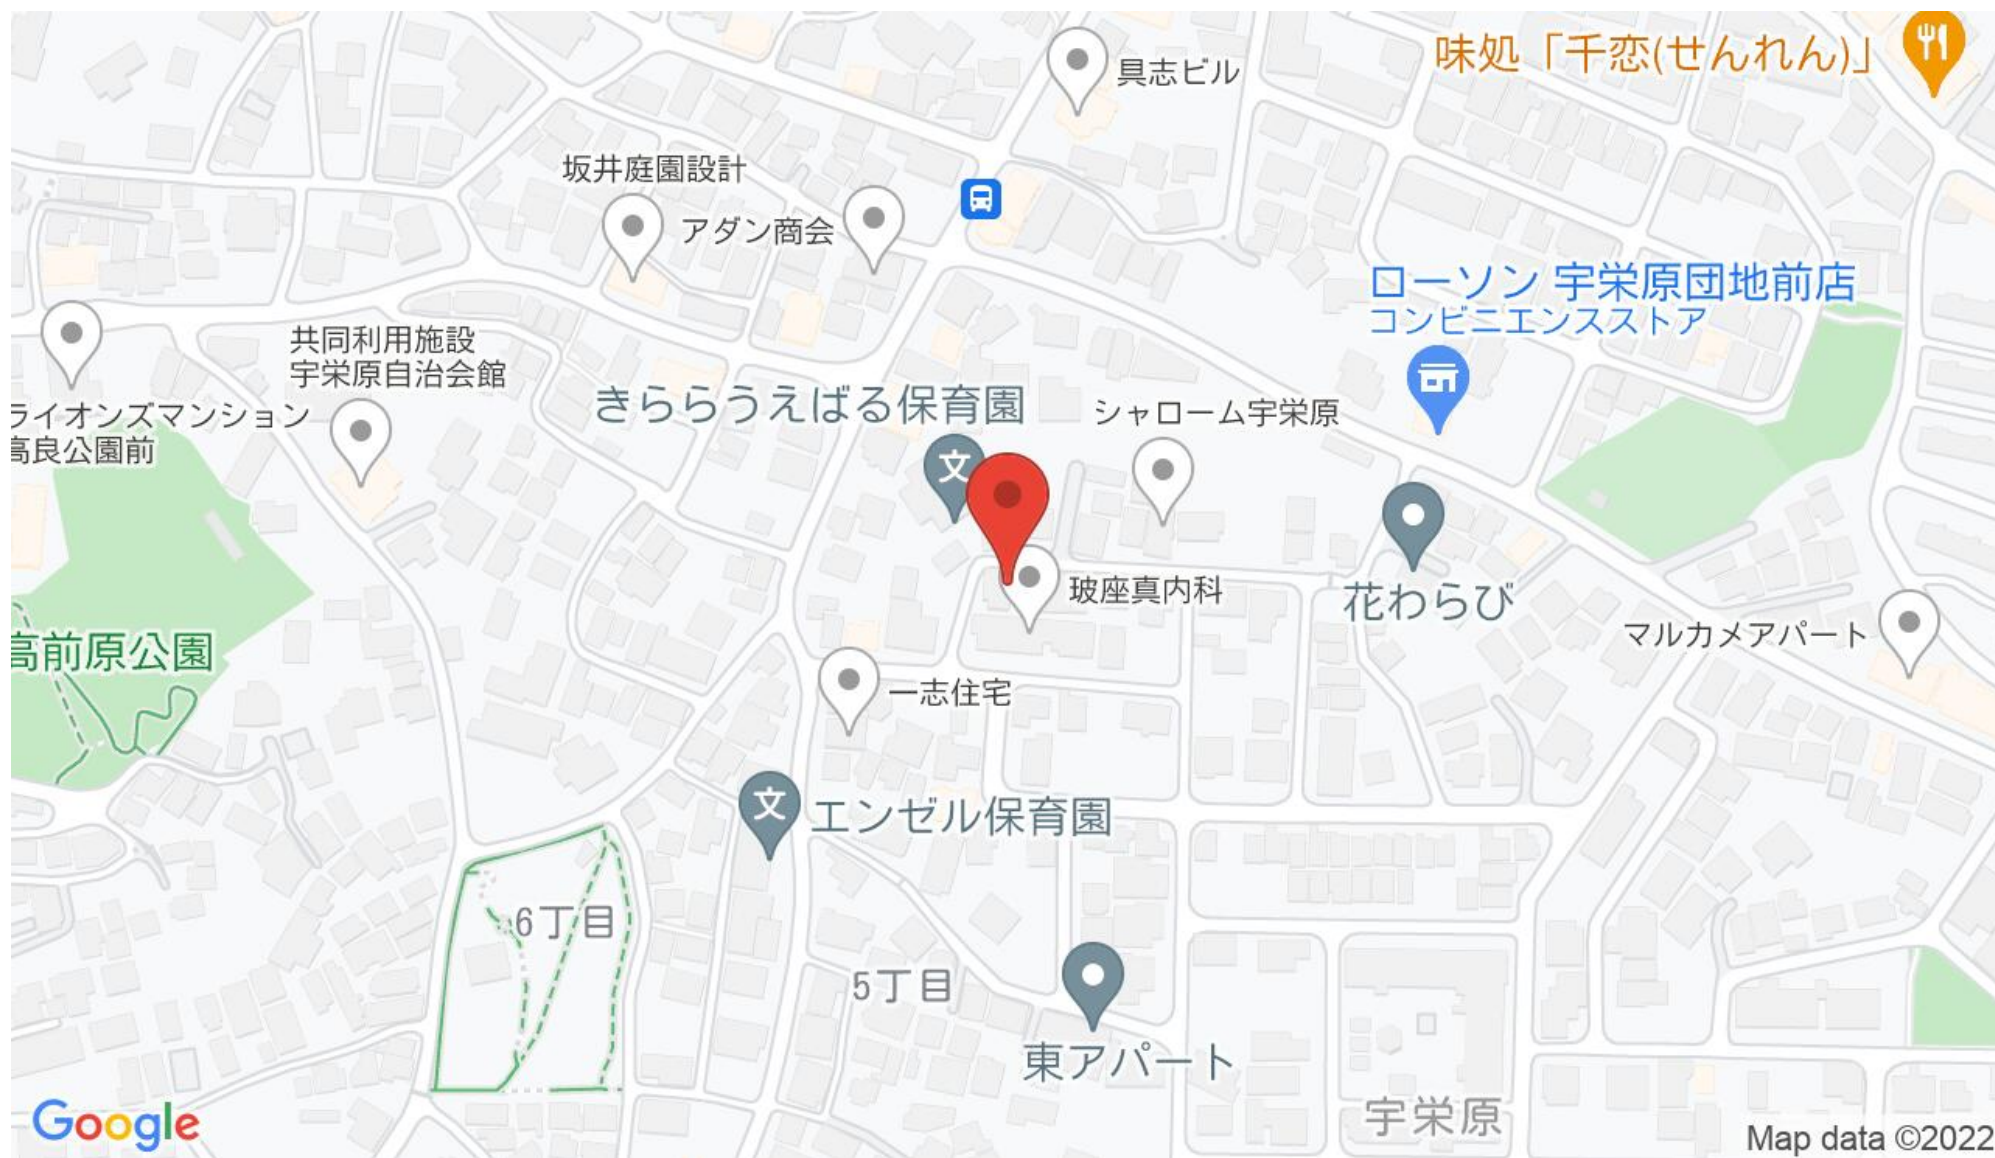 味処「千恋(せんれん)」
具志ビル
坂井庭園設計
アダン商会
ローソン 宇栄原団地前店
コンビニエンスストア
共同利用施設
宇栄原自治会館
きららうえばる保育園
シャローム宇栄原
ライオンズマンション
高良公園前
文
玻座真内科
花わらび
マルカメアパート
高前原公園
一志住宅
文
エンゼル保育園
6丁目
5丁目
東アパート
宇栄原
Google
Map data ©2022